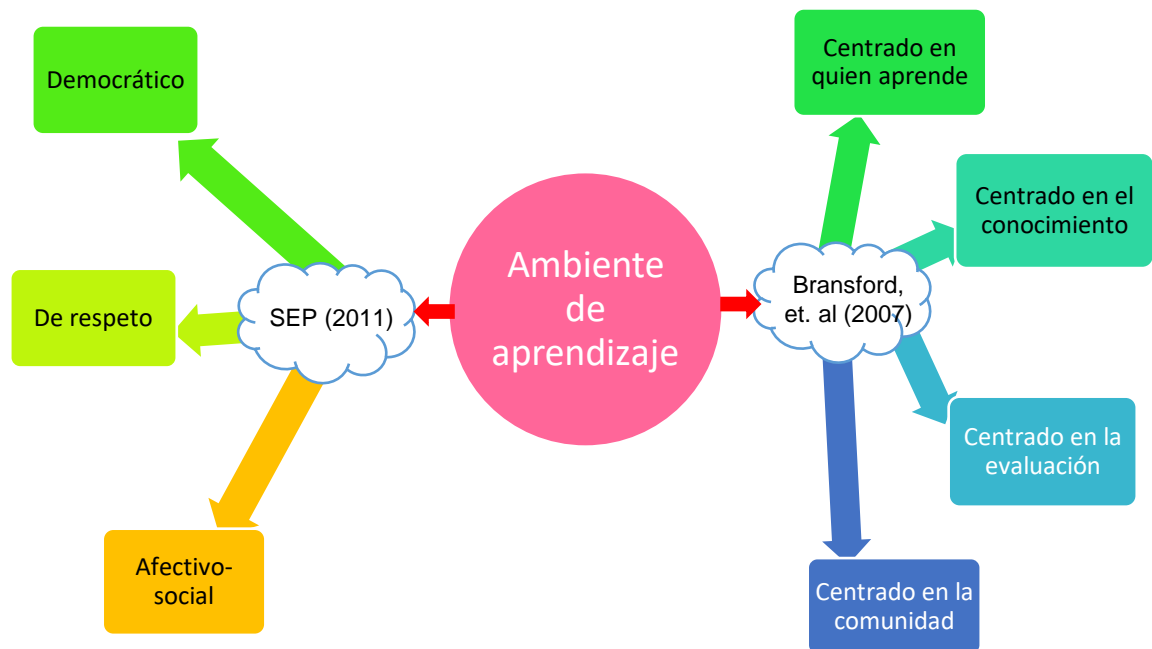 Democrático
De respeto
Afectivo-
social
SEP (2011)
Ambiente
de
aprendizaje
Bransford,
et. al (2007)
Centrado en
quien aprende
Centrado en el
conocimiento
Centrado en la
evaluación
Centrado en la
comunidad